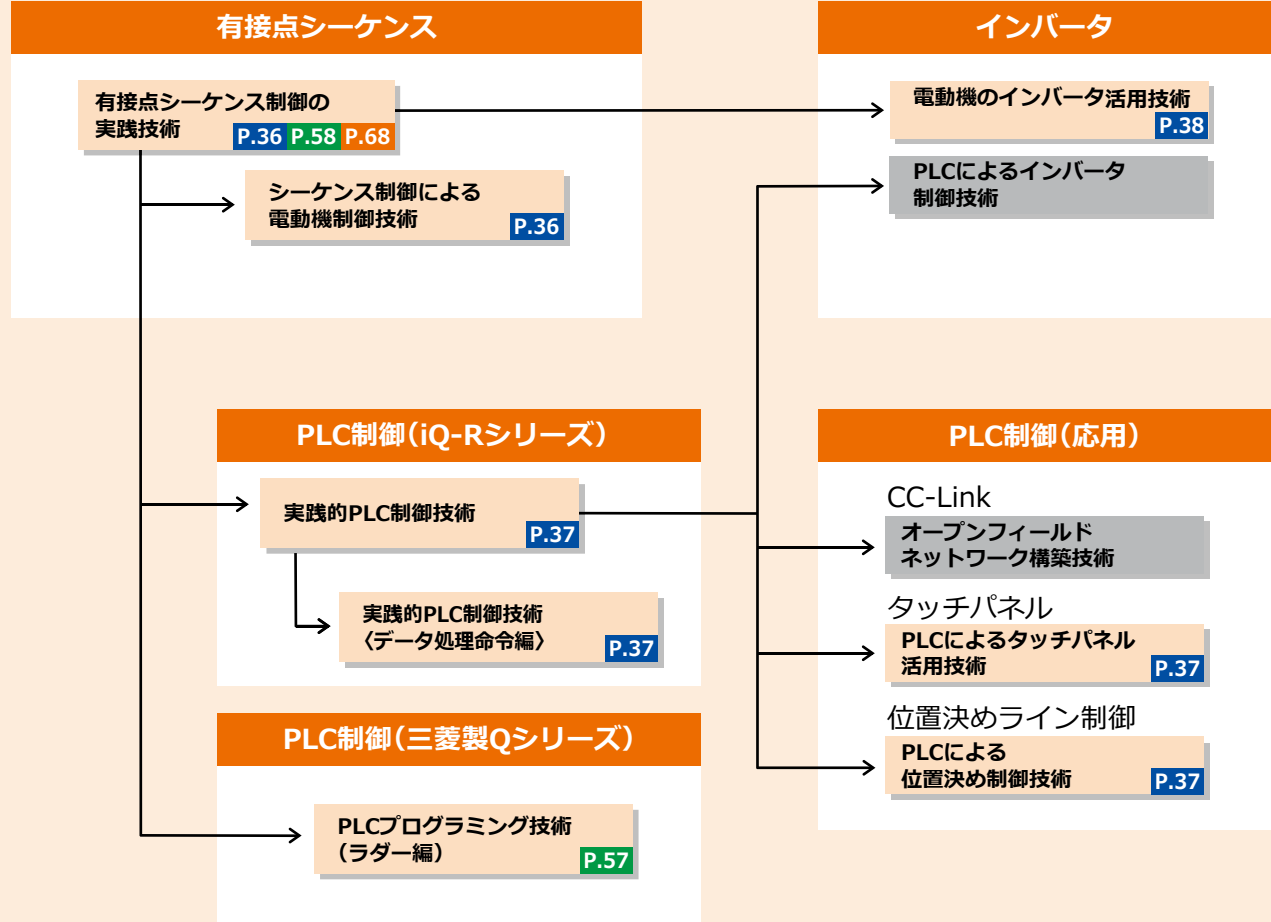 有接点シーケンス
有接点シーケンス制御の
実践技術
P.36 P.58 P.68
シーケンス制御による
電動機制御技術
P.36
インバータ
電動機のインバータ活用技術
P.38
PLCによるインバータ
制御技術
PLC制御（iQ-Rシリーズ）
実践的PLC制御技術
P.37
実践的PLC制御技術
〈データ処理命令編〉
P.37
PLC制御（応用）
CC-Link
オープンフィールド
ネットワーク構築技術
タッチパネル
PLCによるタッチパネル
活用技術
P.37
位置決めライン制御
PLCによる
位置決め制御技術
P.37
PLC制御（三菱製Qシリーズ）
PLCプログラミング技術
（ラダー編）
P.57